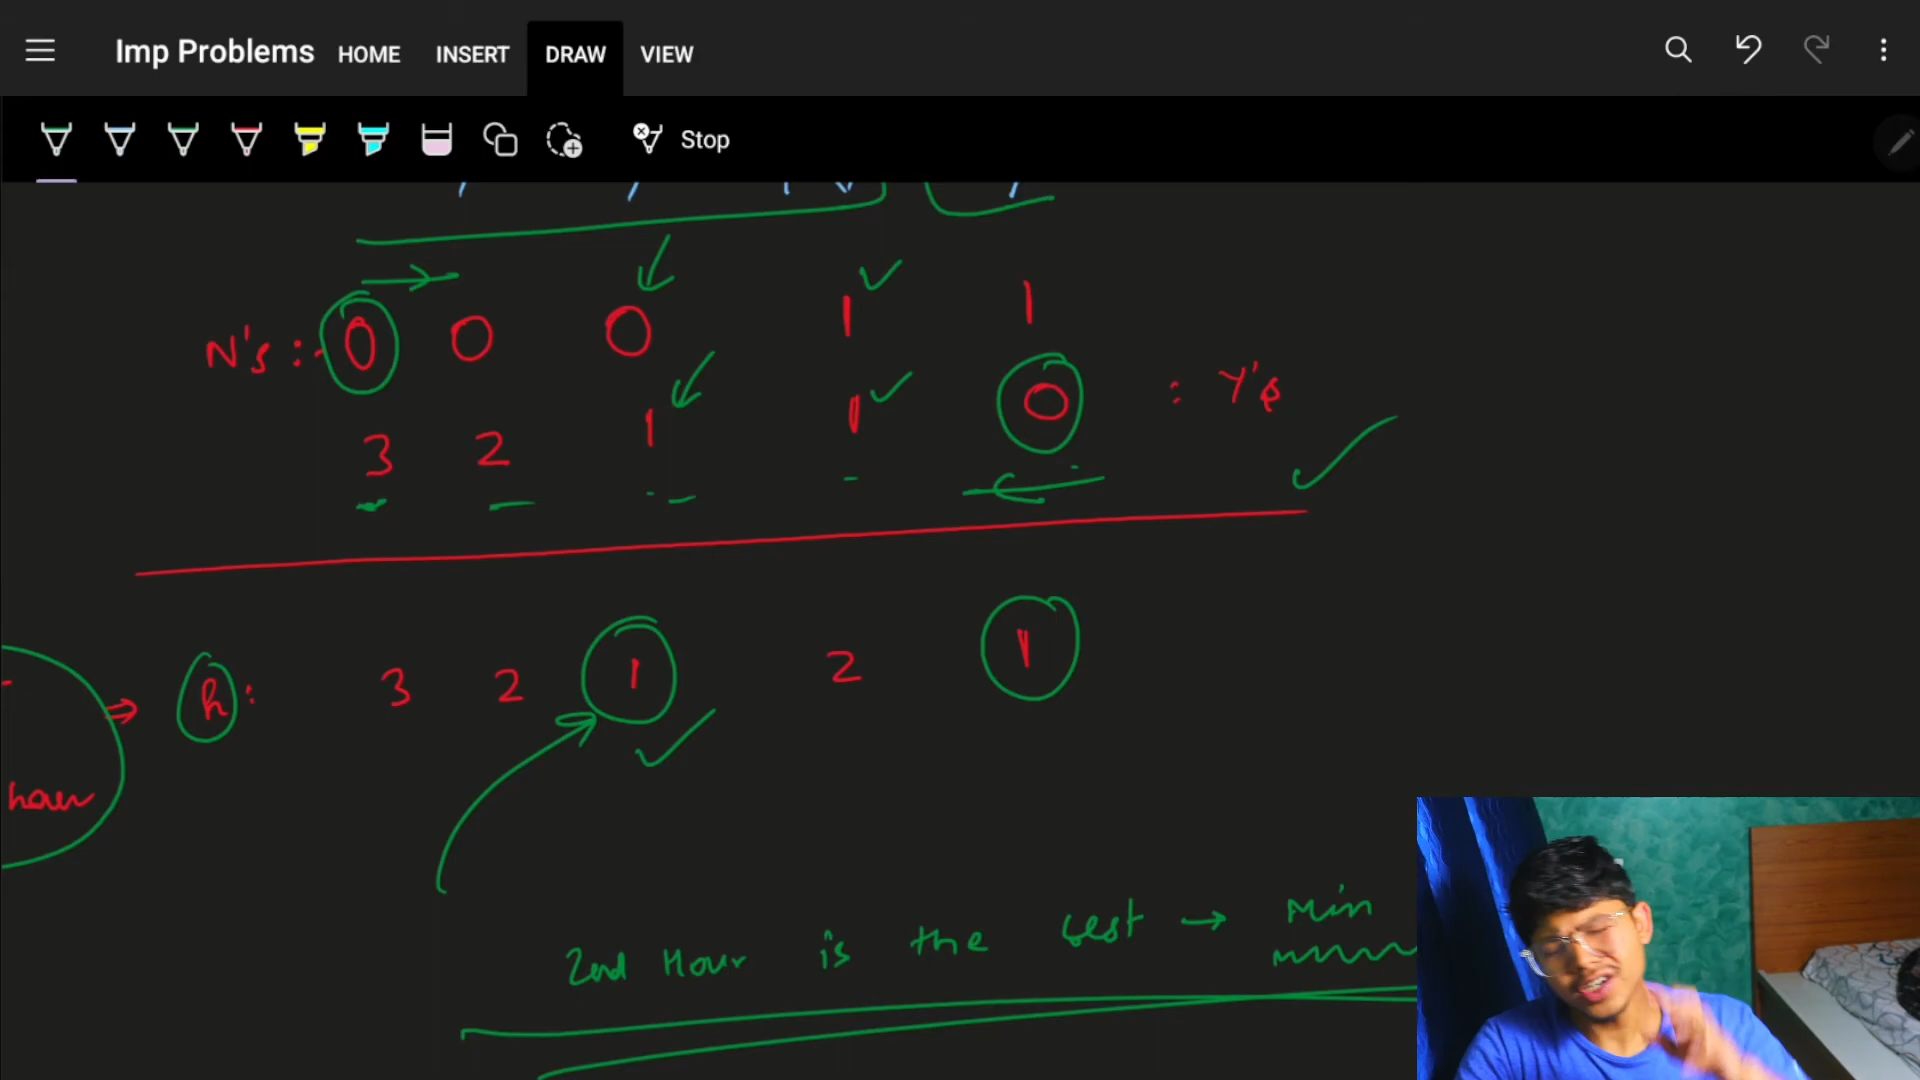 Imp Problems HOME INSERT DRAW VIEW
Stop
N's : 0 0 0 1 1
3 2 1 1 0 : Y's
h : 3 2 1 2 1
hour
2nd Hour is the best → Min